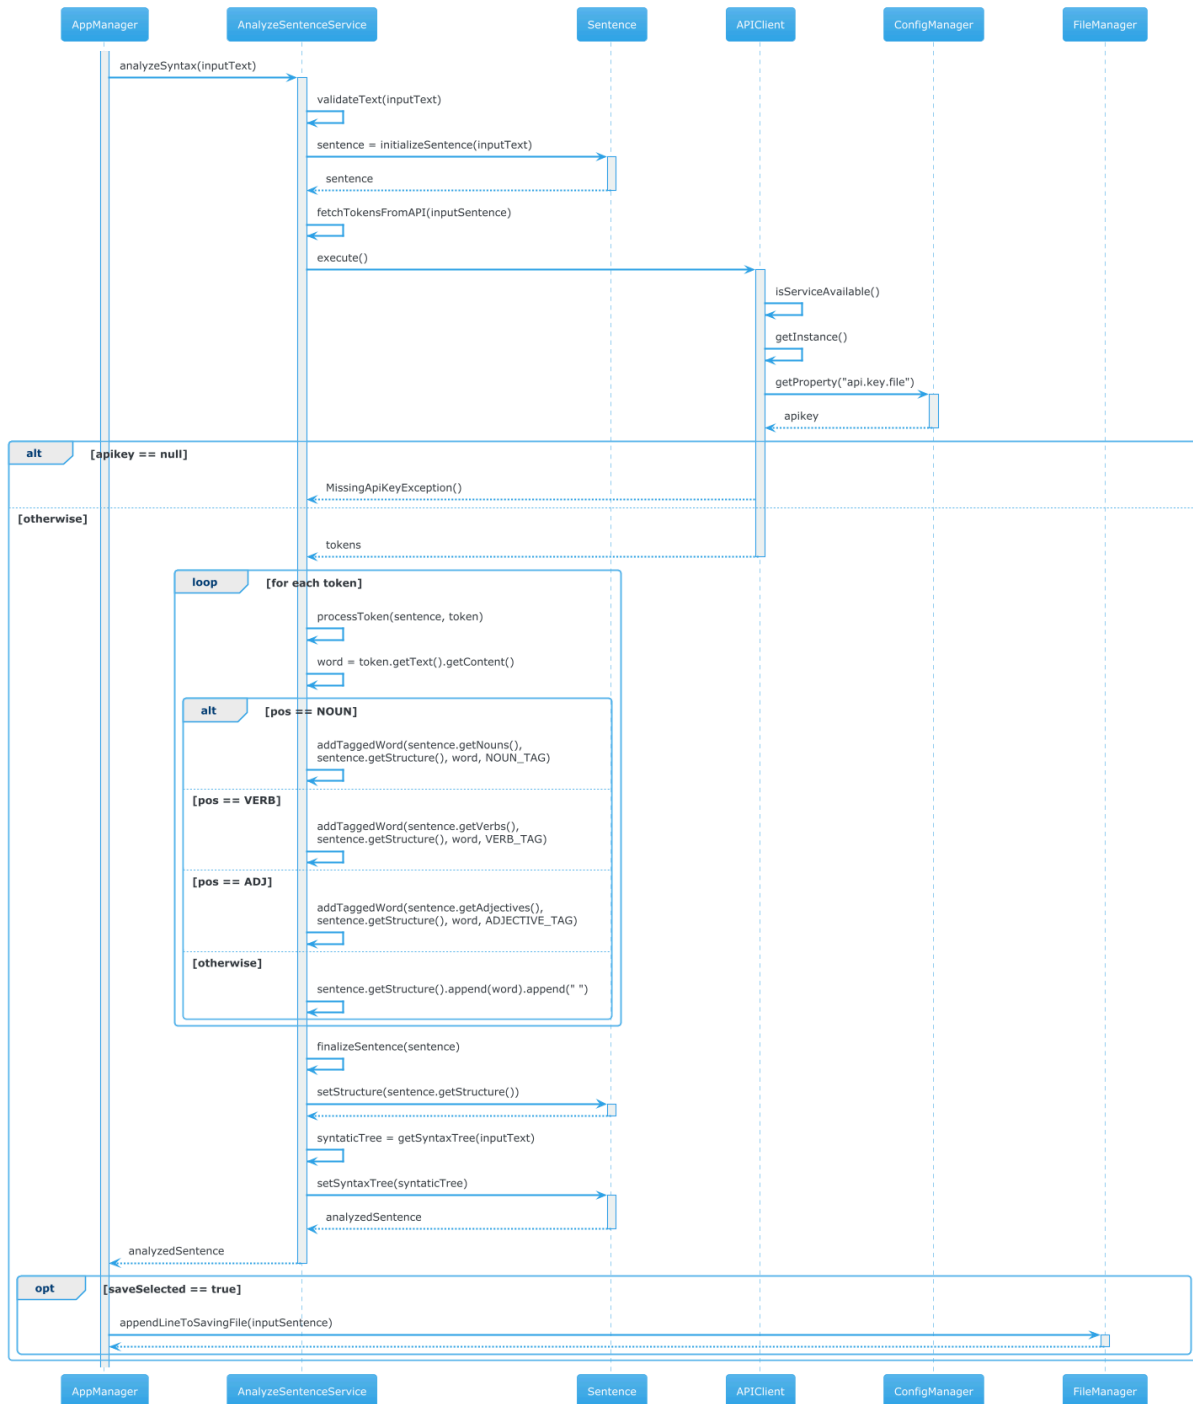 AppManager AnalyzeSentenceService Sentence APIClient ConfigManager FileManager
analyzeSyntax(inputText)
validateText(inputText)
sentence = initializeSentence(inputText)
sentence
fetchTokensFromAPI(inputSentence)
execute()
isServiceAvailable()
getInstance()
getProperty("api.key.file")
apikey
alt [apikey == null]
MissingApiKeyException()
[otherwise]
tokens
loop [for each token]
processToken(sentence, token)
word = token.getText().getContent()
alt [pos == NOUN]
addTaggedWord(sentence.getNouns(),
sentence.getStructure(), word, NOUN_TAG)
[pos == VERB]
addTaggedWord(sentence.getVerbs(),
sentence.getStructure(), word, VERB_TAG)
[pos == ADJ]
addTaggedWord(sentence.getAdjectives(),
sentence.getStructure(), word, ADJECTIVE_TAG)
[otherwise]
sentence.getStructure().append(word).append(" ")
finalizeSentence(sentence)
setStructure(sentence.getStructure())
syntaticTree = getSyntaxTree(inputText)
setSyntaxTree(syntaticTree)
analyzedSentence
analyzedSentence
opt [saveSelected == true]
appendLineToSavingFile(inputSentence)
AppManager AnalyzeSentenceService Sentence APIClient ConfigManager FileManager